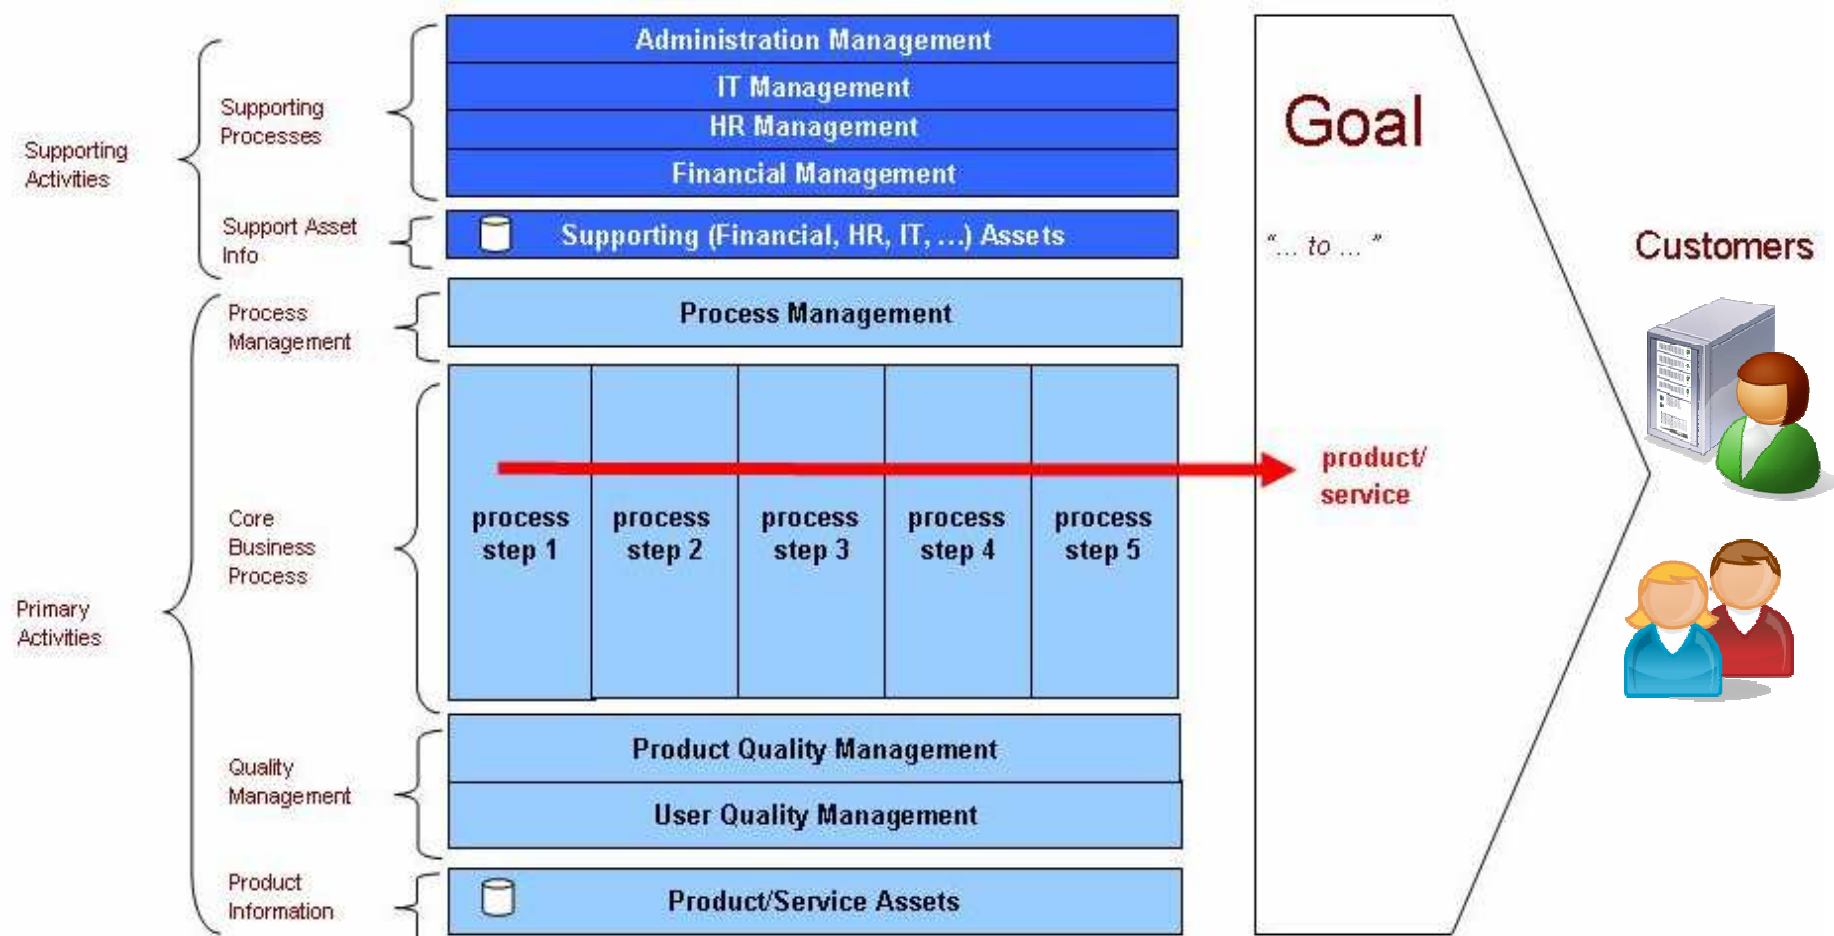 Supporting
Activities
Supporting
Processes
Administration Management
IT Management
HR Management
Financial Management
Support Asset
Info
Supporting (Financial, HR, IT, ...) Assets
Primary
Activities
Process
Management
Process Management
Core
Business
Process
process
step 1
process
step 2
process
step 3
process
step 4
process
step 5
Quality
Management
Product Quality Management
User Quality Management
Product
Information
Product/Service Assets
Goal
"... to ..."
product/
service
Customers